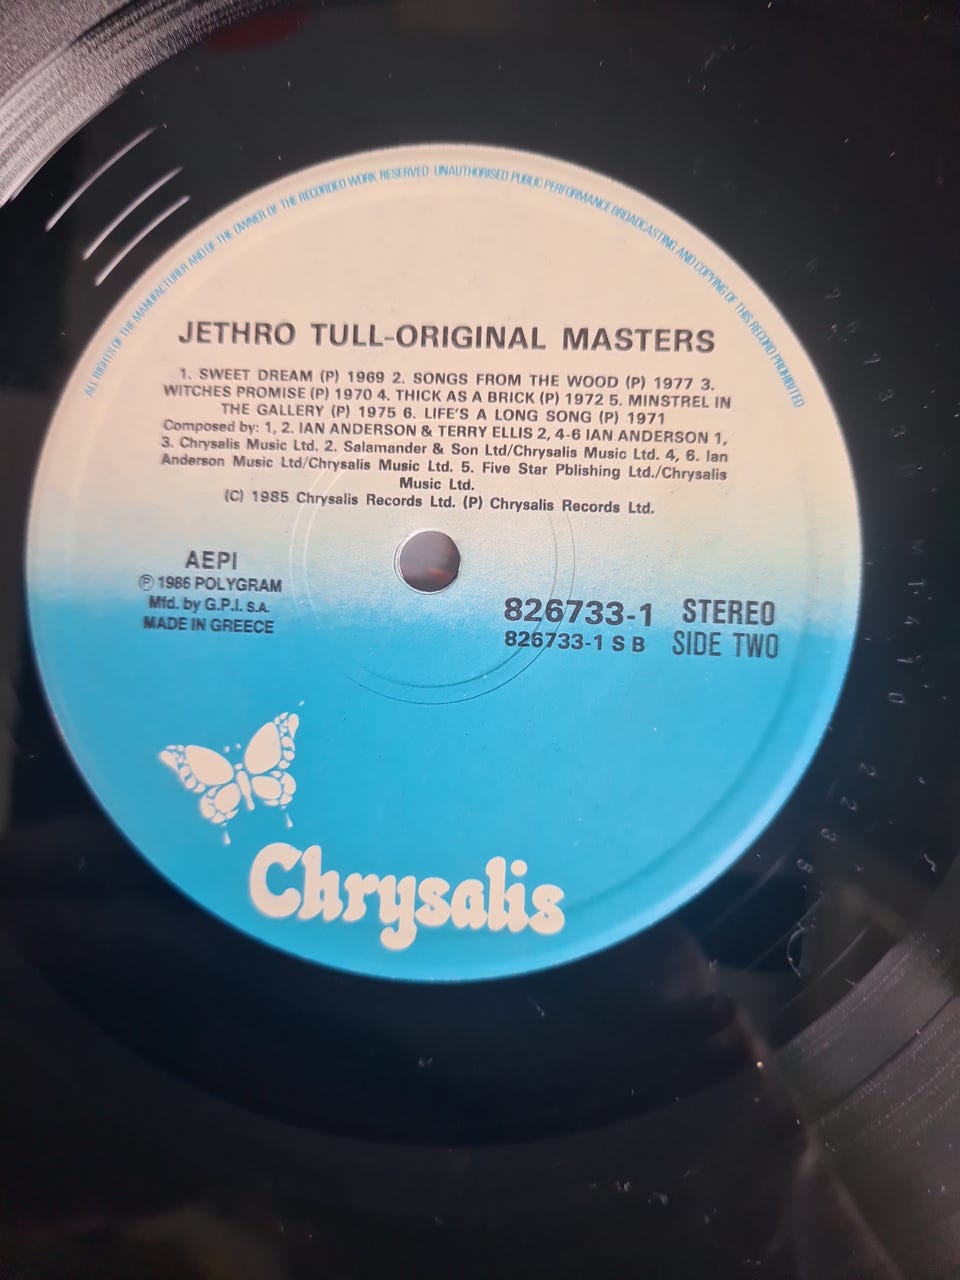 ALL RIGHTS OF THE MANUFACTURER AND OF THE OWNER OF THE RECORDED WORK RESERVED UNAUTHORISED PUBLIC PERFORMANCE BROADCASTING AND COPYING OF THIS RECORD PROHIBITED
JETHRO TULL-ORIGINAL MASTERS
1. SWEET DREAM (P) 1969 2. SONGS FROM THE WOOD (P) 1977 3.
WITCHES PROMISE (P) 1970 4. THICK AS A BRICK (P) 1972 5. MINSTREL IN
THE GALLERY (P) 1975 6. LIFE'S A LONG SONG (P) 1971
Composed by: 1, 2. IAN ANDERSON & TERRY ELLIS 2, 4-6 IAN ANDERSON 1,
3. Chrysalis Music Ltd. 2. Salamander & Son Ltd/Chrysalis Music Ltd. 4, 6. Ian
Anderson Music Ltd/Chrysalis Music Ltd. 5. Five Star Pblishing Ltd./Chrysalis
Music Ltd.
(C) 1985 Chrysalis Records Ltd. (P) Chrysalis Records Ltd.
AEPI
℗ 1986 POLYGRAM
Mfd. by G.P.I. S.A.
MADE IN GREECE
826733-1 STEREO
826733-1 S B SIDE TWO
Chrysalis